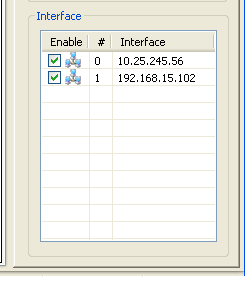 Interface
Enable # Interface
0 10.25.245.56
1 192.168.15.102